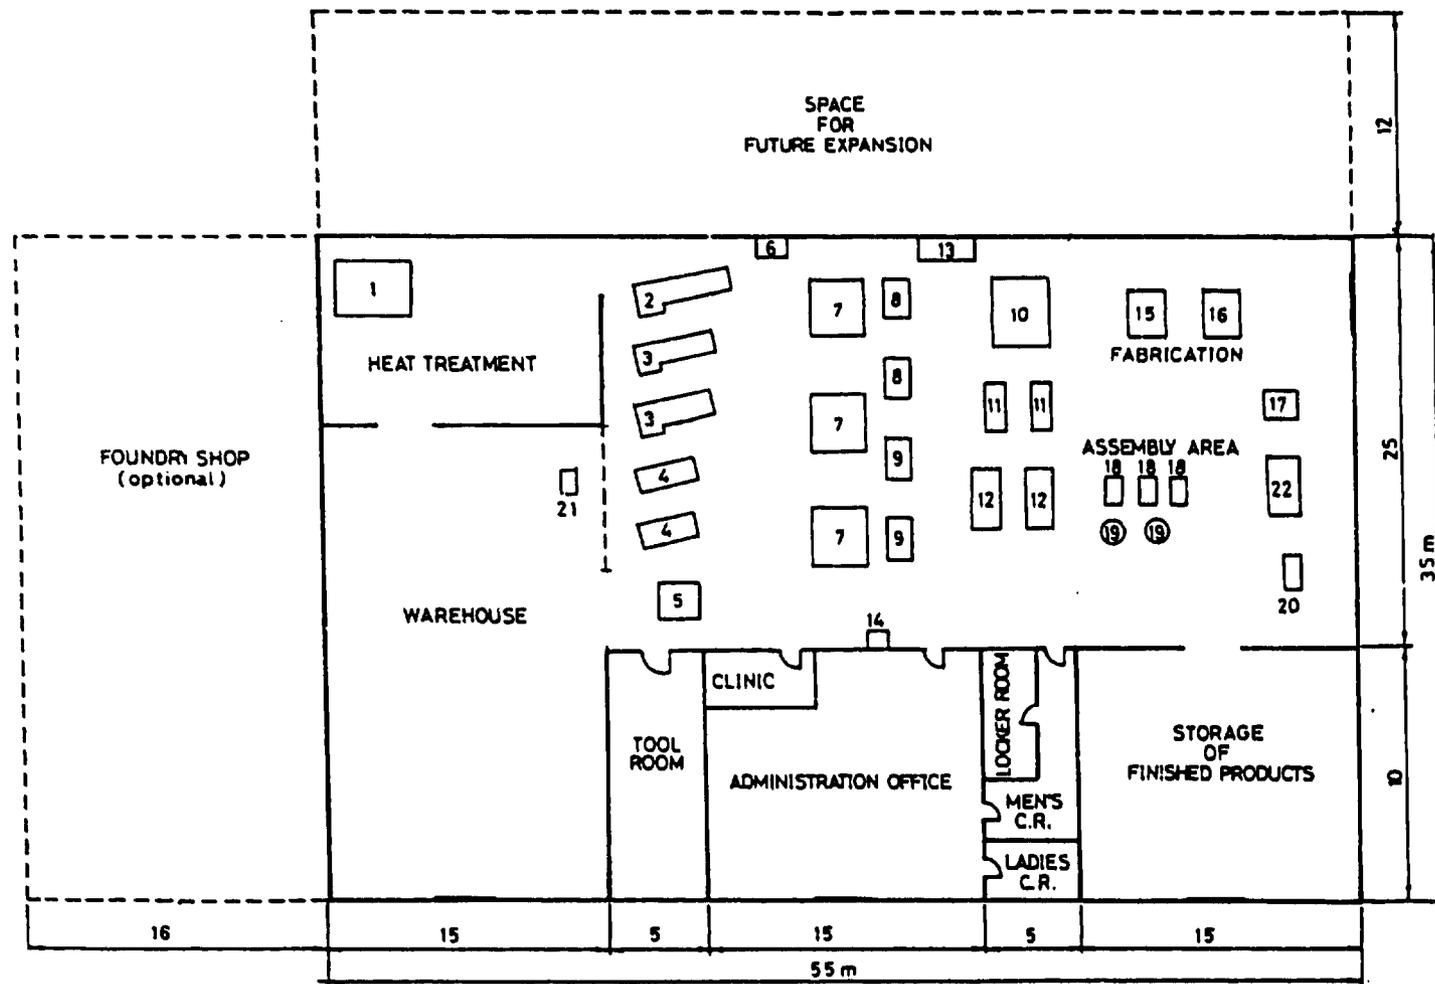 SPACE
FOR
FUTURE EXPANSION
12
6
13
1
2
7
8
10
15
16
HEAT TREATMENT
3
8
FABRICATION
11
11
17
3
7
FOUNDRY SHOP
(optional)
ASSEMBLY AREA
25
9
18
18
18
4
21
12
12
22
4
7
9
19
19
35 m
5
WAREHOUSE
14
20
CLINIC
LOCKER ROOM
TOOL
ROOM
ADMINISTRATION OFFICE
STORAGE
OF
FINISHED PRODUCTS
10
MEN'S
C.R.
LADIES
C.R.
16
15
5
15
5
15
55 m